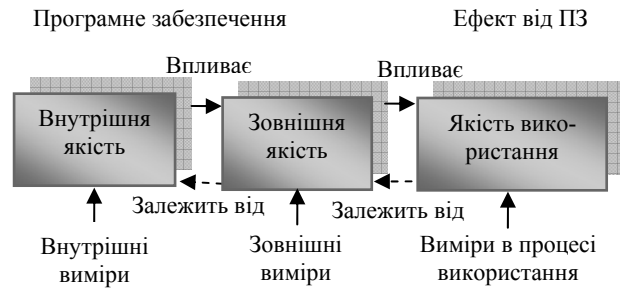 Програмне забезпечення
Ефект від ПЗ
Впливає
Впливає
Внутрішня
якість
Зовнішня
якість
Якість вико-
ристання
Залежить від
Залежить від
Внутрішні
виміри
Зовнішні
виміри
Виміри в процесі
використання